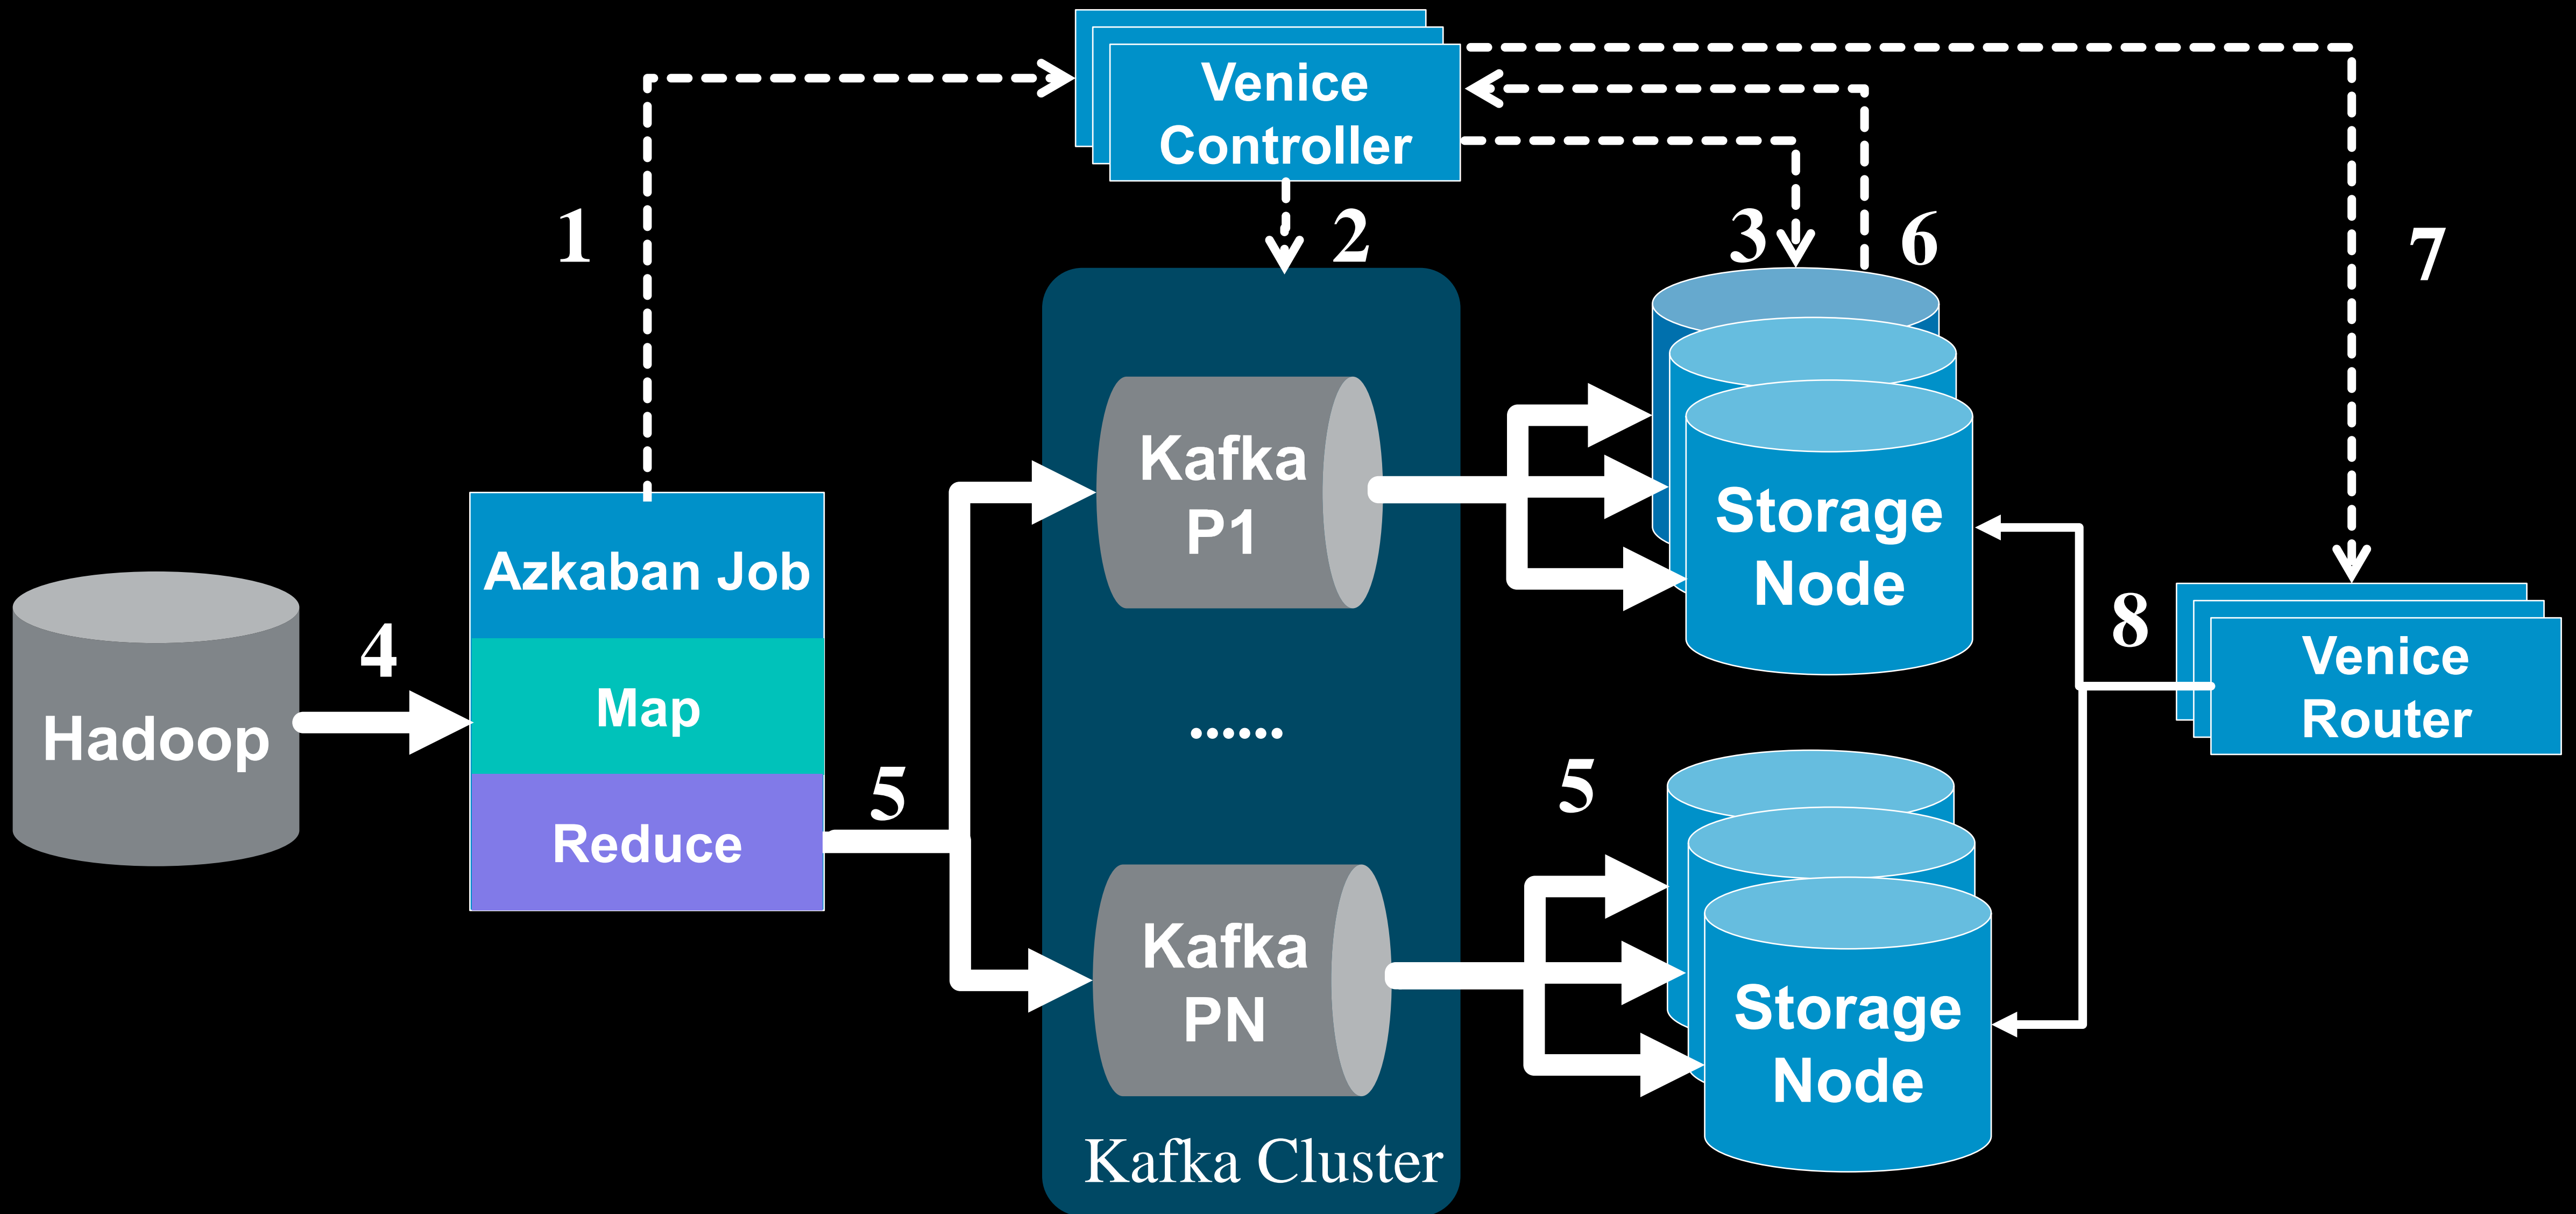 Venice
Controller
1
2
3
6
7
Kafka
P1
Storage
Node
Azkaban Job
4
Hadoop
Map
Reduce
5
......
8
Venice
Router
5
Kafka
PN
Storage
Node
Kafka Cluster